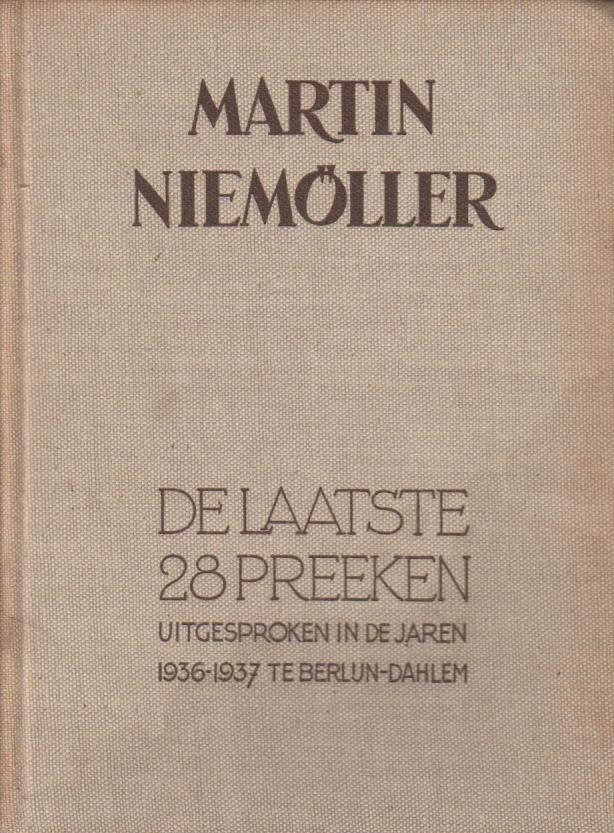 MARTIN
NIEMÖLLER
DE LAATSTE
28 PREEKEN
UITGESPROKEN IN DE JAREN
1936-1937 TE BERLIJN-DAHLEM